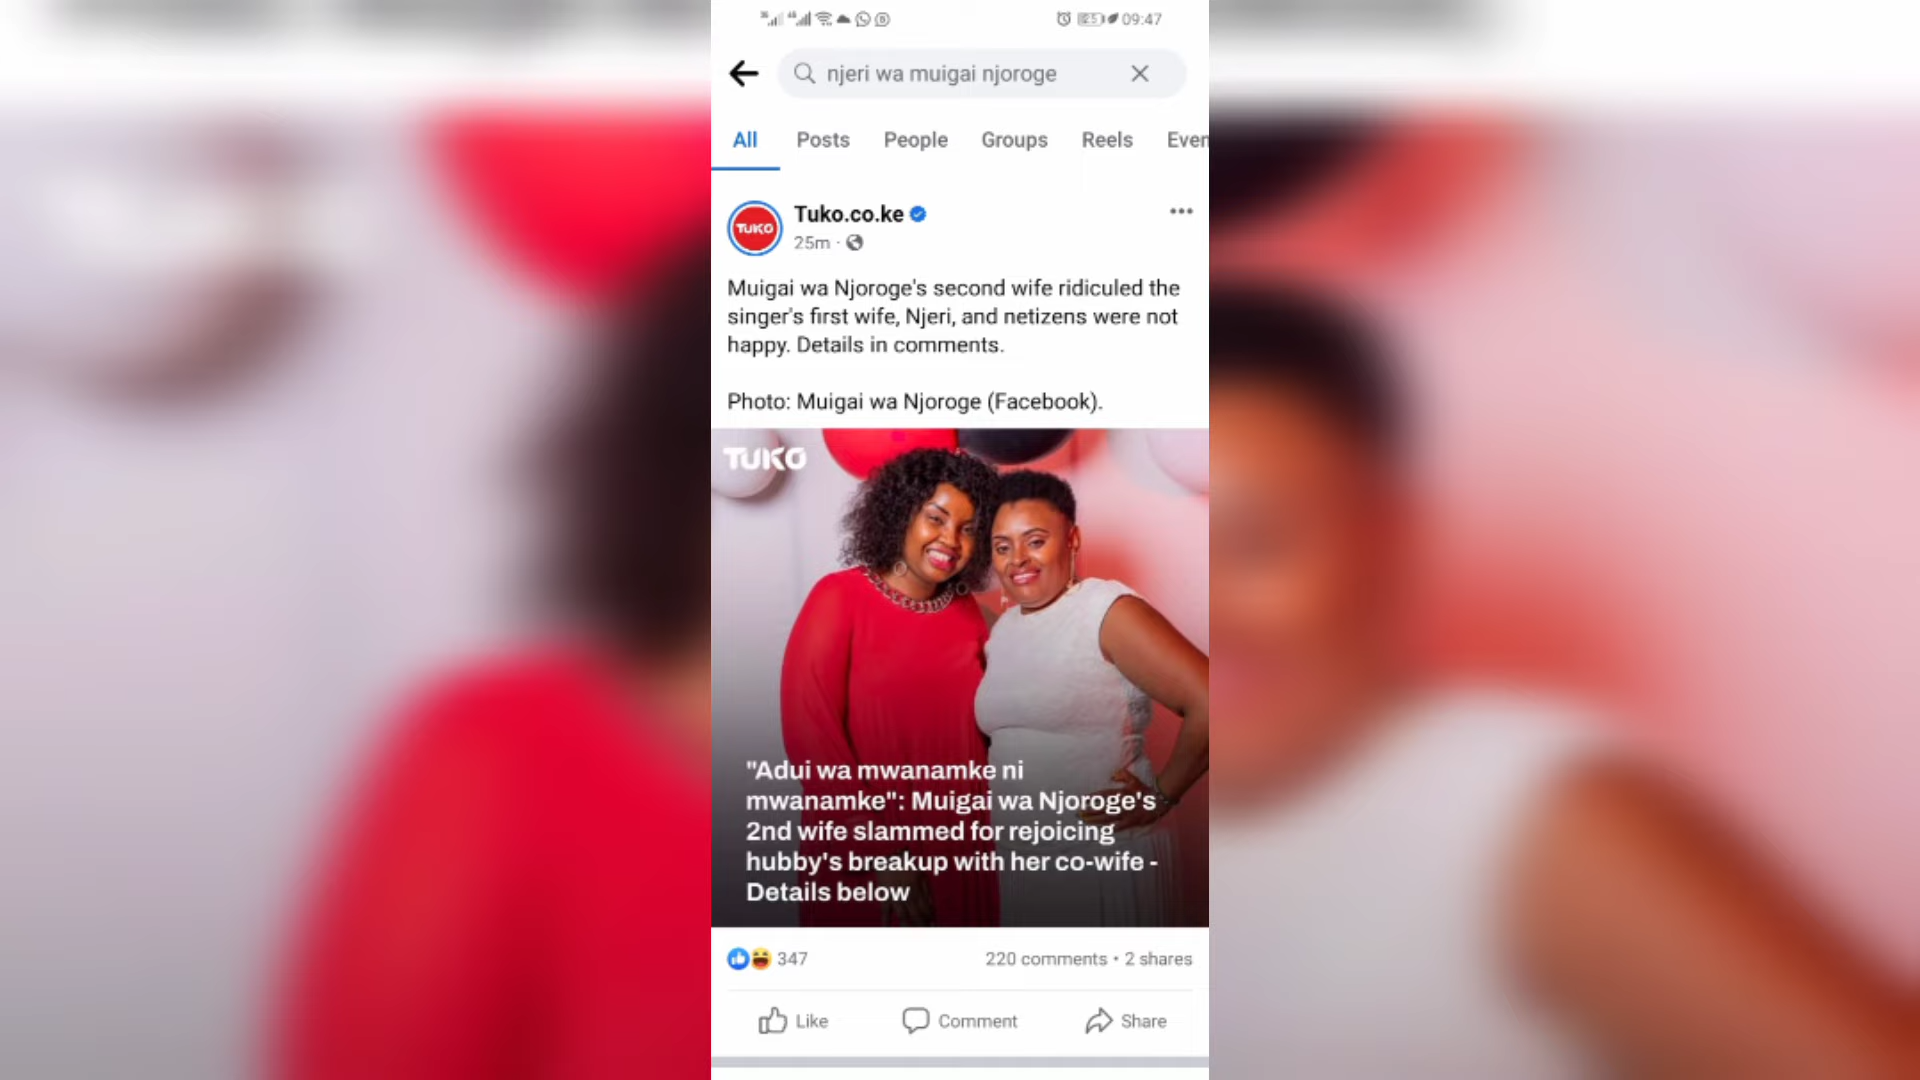 09:47
njeri wa muigai njoroge
All Posts People Groups Reels Even
TUKO
Tuko.co.ke
25m ·
Muigai wa Njoroge's second wife ridiculed the
singer's first wife, Njeri, and netizens were not
happy. Details in comments.
Photo: Muigai wa Njoroge (Facebook).
TUKO
"Adui wa mwanamke ni
mwanamke": Muigai wa Njoroge's
2nd wife slammed for rejoicing
hubby's breakup with her co-wife -
Details below
347 220 comments • 2 shares
Like Comment Share